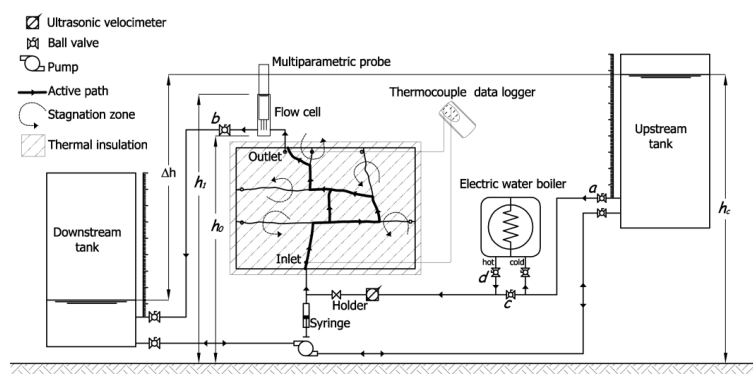 Ultrasonic velocimeter
Ball valve
Pump
Active path
Stagnation zone
Thermal insulation
Multiparametric probe
Flow cell
Thermocouple data logger
Upstream
tank
Electric water boiler
hot
cold
a
b
c
d
Outlet
Inlet
Holder
Syringe
Downstream
tank
Δh
h₁
h₀
h꜀